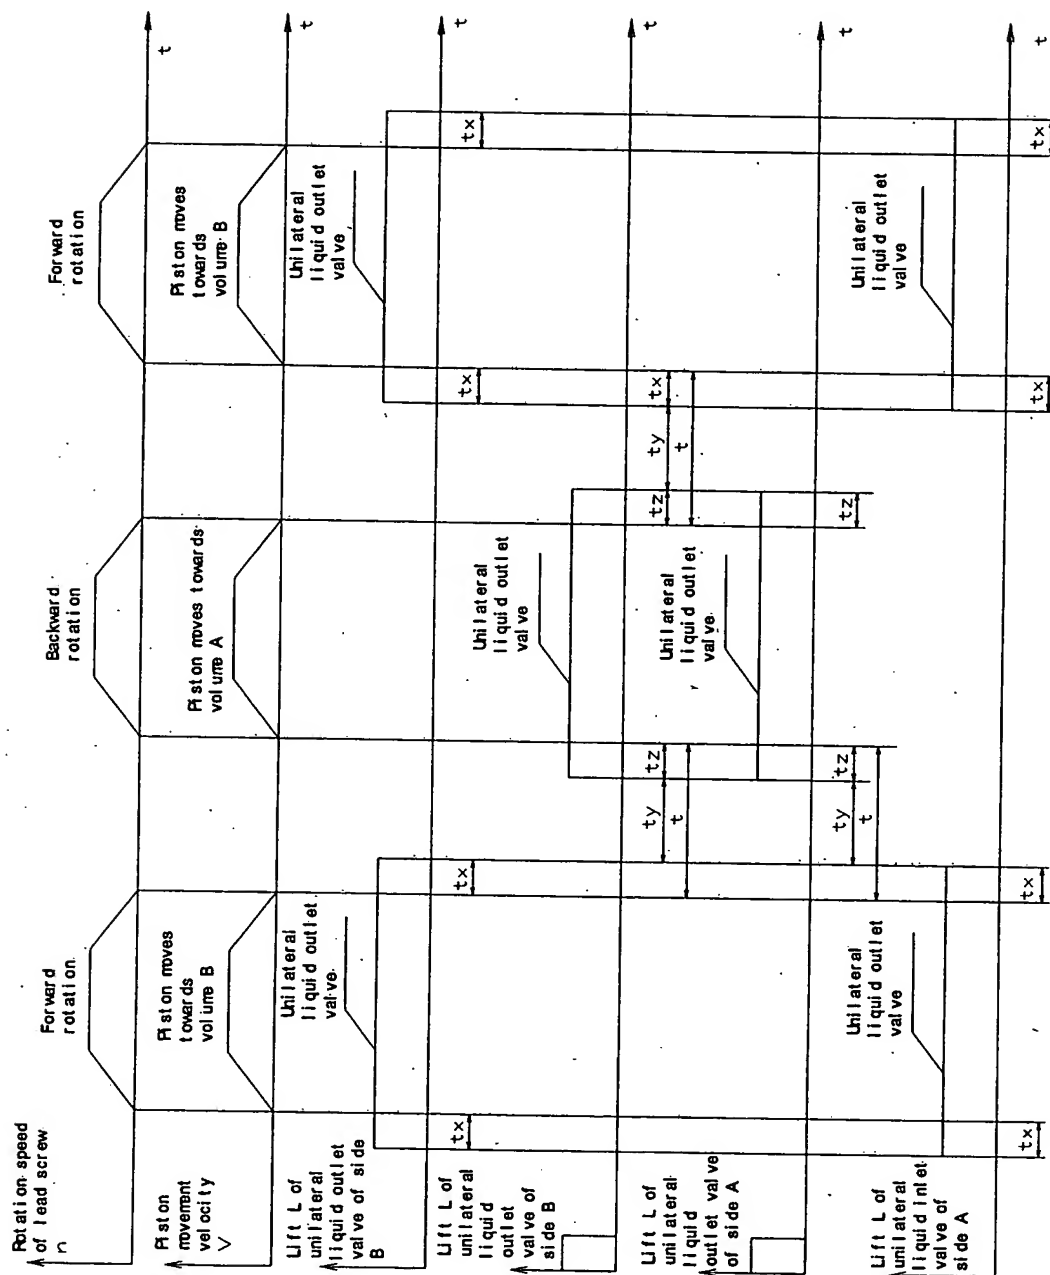 Rotation speed
of lead screw
n
Forward
rotation
Backward
rotation
Forward
rotation
t
Piston
movement
velocity
V
Piston moves
towards
volume B
Piston moves towards
volume A
Piston moves
towards
volume B
t
Lift L of
unilateral
liquid outlet
valve of side
B
Unilateral
liquid outlet
valve
Unilateral
liquid outlet
valve
t
tx
tx
tx
tx
Lift L of
unilateral
liquid
outlet
valve of
side B
Unilateral
liquid outlet
valve
t
ty
tz
t
tz
ty
tx
t
Lift L of
unilateral
liquid
outlet valve
of side A
Unilateral
liquid outlet
valve
t
ty
tz
t
tz
Lift L of
unilateral
liquid inlet
valve of
side A
Unilateral
liquid outlet
valve
Unilateral
liquid outlet
valve
t
tx
tx
tx
tx